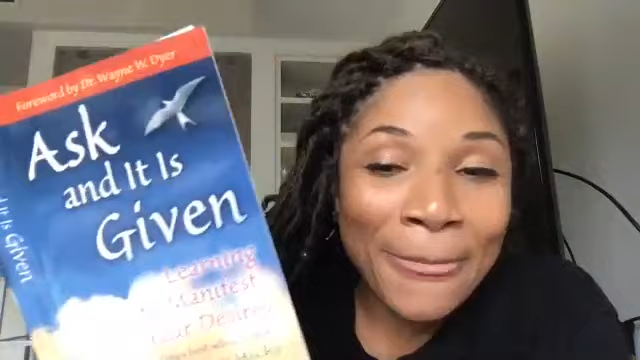 Foreword by Dr. Wayne W. Dyer
Ask
and It Is
Given
Learning
Manifest
Desires
d It Is Given